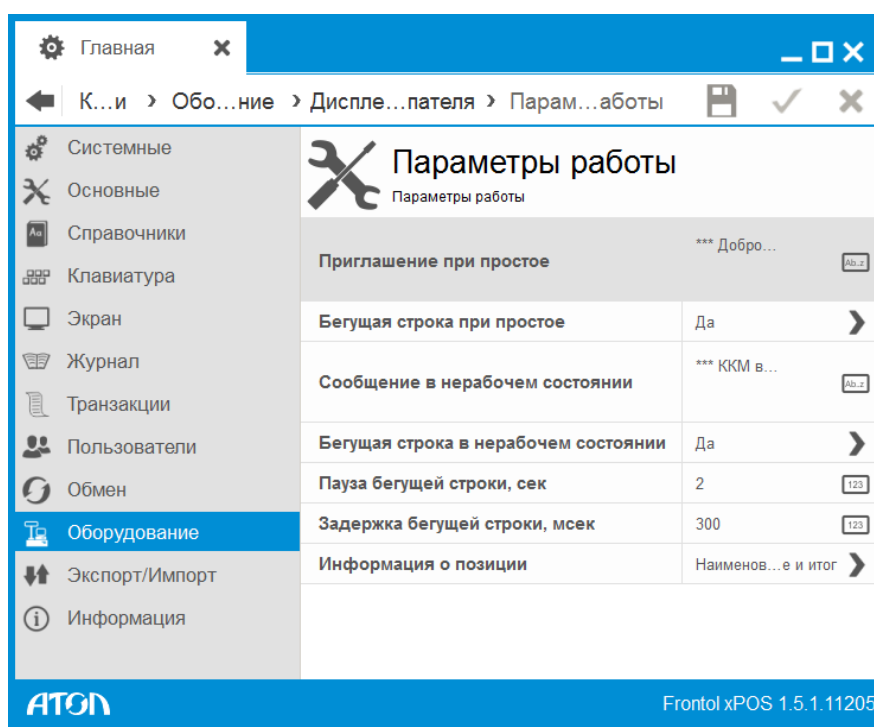 Главная
К…и › Обо…ние › Диспле…пателя › Парам…аботы
Системные
Основные
Справочники
Клавиатура
Экран
Журнал
Транзакции
Пользователи
Обмен
Оборудование
Экспорт/Импорт
Информация
Параметры работы
Параметры работы
Приглашение при простое *** Добро…
Бегущая строка при простое Да
Сообщение в нерабочем состоянии *** ККМ в…
Бегущая строка в нерабочем состоянии Да
Пауза бегущей строки, сек 2 123
Задержка бегущей строки, мсек 300 123
Информация о позиции Наименов…е и итог
АТОЛ
Frontol xPOS 1.5.1.11205